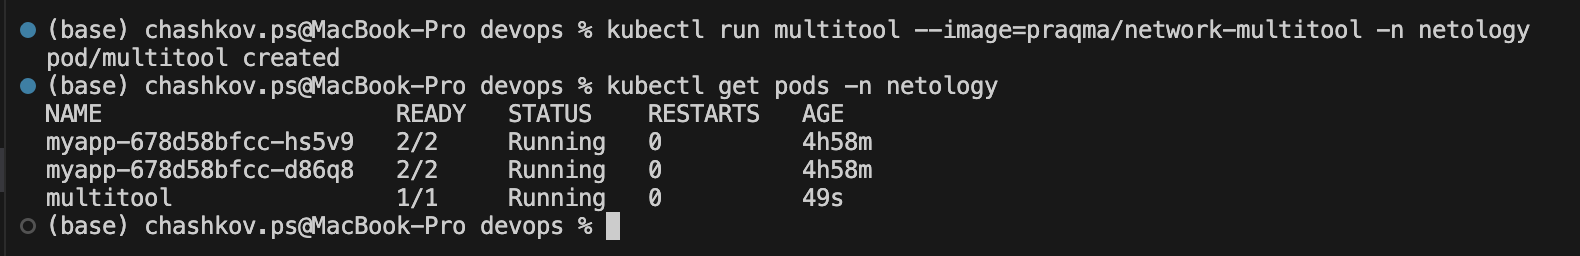 (base) chashkov.ps@MacBook-Pro devops % kubectl run multitool --image=praqma/network-multitool -n netology
pod/multitool created
(base) chashkov.ps@MacBook-Pro devops % kubectl get pods -n netology
NAME                     READY   STATUS    RESTARTS   AGE
myapp-678d58bfcc-hs5v9   2/2     Running   0          4h58m
myapp-678d58bfcc-d86q8   2/2     Running   0          4h58m
multitool                1/1     Running   0          49s
(base) chashkov.ps@MacBook-Pro devops %